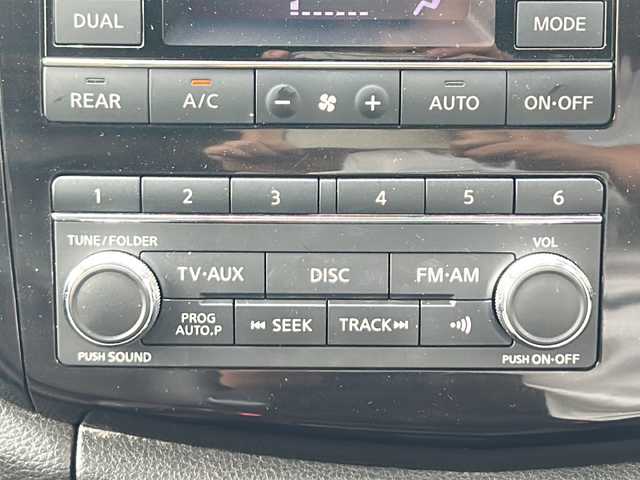 DUAL MODE
REAR A/C AUTO ON·OFF
1 2 3 4 5 6
TUNE/FOLDER VOL
TV·AUX DISC FM·AM
PROG
AUTO.P SEEK TRACK
PUSH SOUND PUSH ON·OFF